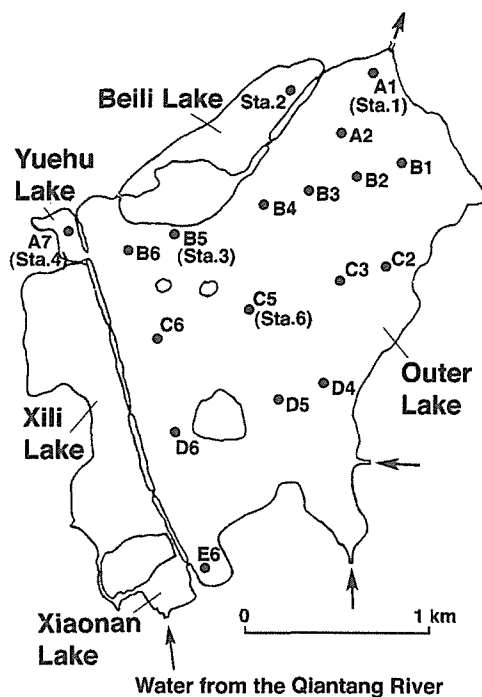 A1
(Sta.1)
Beili Lake
Sta.2
A2
Yuehu
Lake
B1
B2
B3
B4
A7
(Sta.4)
B5
(Sta.3)
B6
C2
C3
C5
(Sta.6)
C6
Outer
Lake
D4
D5
Xili
Lake
D6
E6
0
1 km
Xiaonan
Lake
Water from the Qiantang River